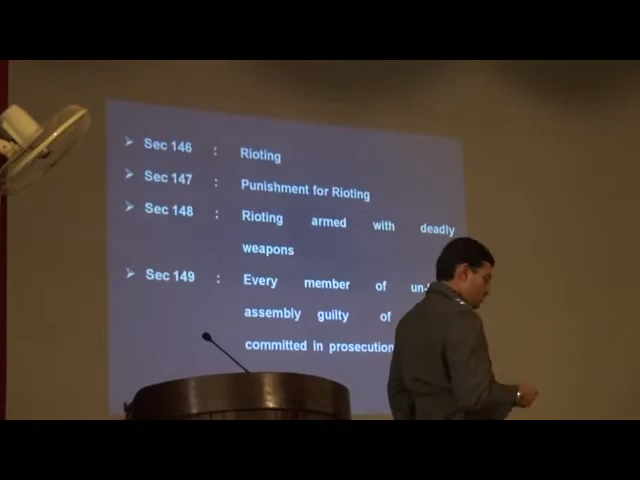 ➢ Sec 146 : Rioting
➢ Sec 147 : Punishment for Rioting
➢ Sec 148 : Rioting armed with deadly
weapons
➢ Sec 149 : Every member of
assembly guilty of
committed in prosecution